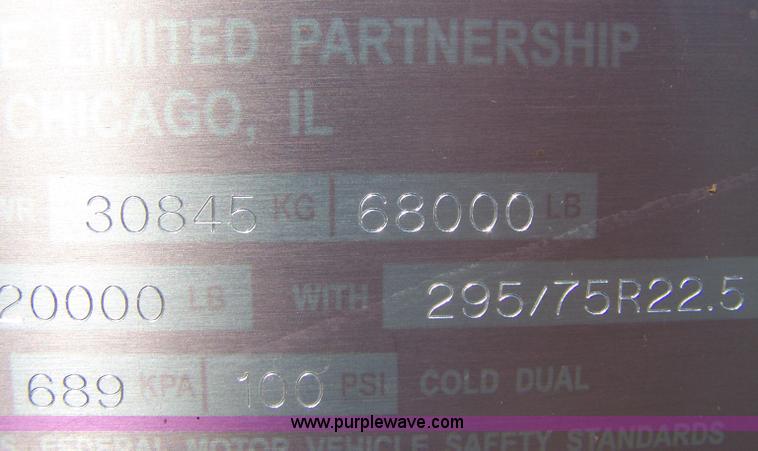 E LIMITED PARTNERSHIP
CHICAGO, IL
WR 30845 KG 68000 LB
20000 LB WITH 295/75R22.5
689 KPA 100 PSI COLD DUAL
www.purplewave.com
S. FEDERAL MOTOR VEHICLE SAFETY STANDARDS